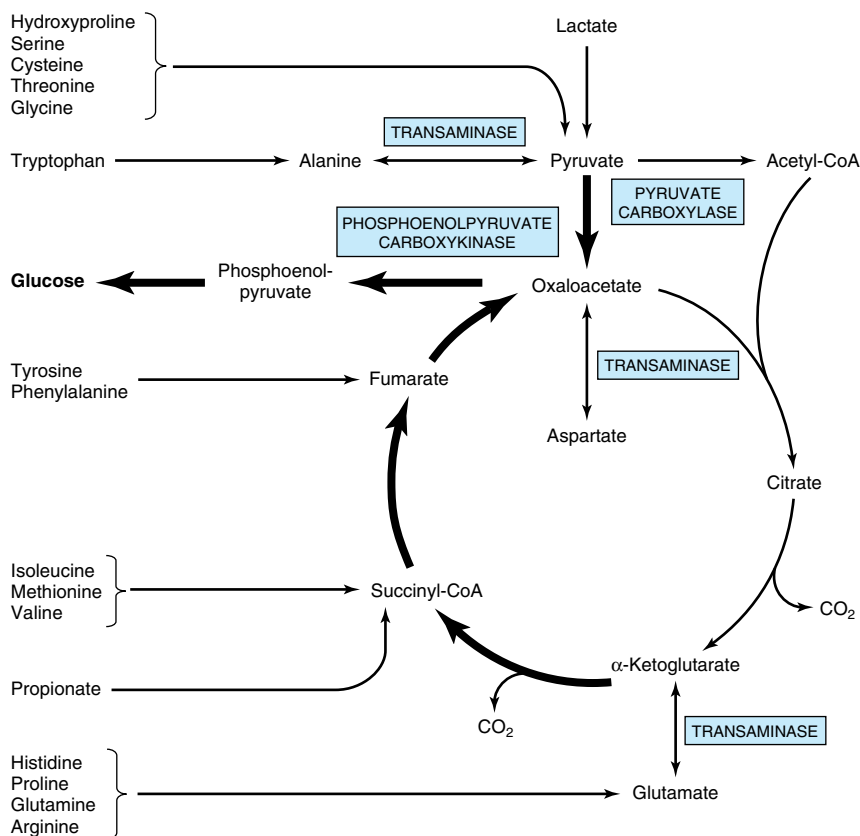 Hydroxyproline
Serine
Cysteine
Threonine
Glycine
Lactate
TRANSAMINASE
Tryptophan
Alanine
Pyruvate
Acetyl-CoA
PYRUVATE
CARBOXYLASE
PHOSPHOENOLPYRUVATE
CARBOXYKINASE
Glucose
Phosphoenol-
pyruvate
Oxaloacetate
Tyrosine
Phenylalanine
Fumarate
TRANSAMINASE
Aspartate
Citrate
Isoleucine
Methionine
Valine
Succinyl-CoA
CO₂
α-Ketoglutarate
Propionate
CO₂
TRANSAMINASE
Histidine
Proline
Glutamine
Arginine
Glutamate